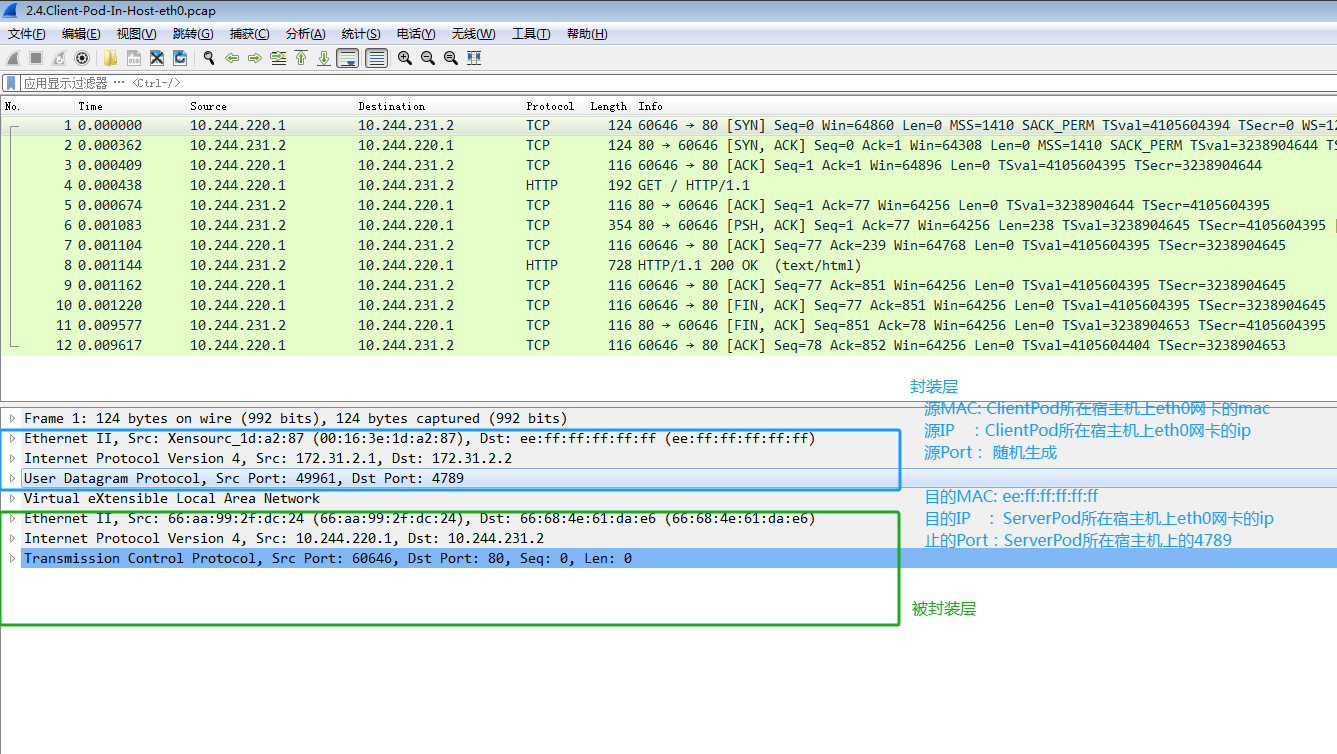 2.4.Client-Pod-In-Host-eth0.pcap
文件(F) 编辑(E) 视图(V) 跳转(G) 捕获(C) 分析(A) 统计(S) 电话(Y) 无线(W) 工具(T) 帮助(H)
应用显示过滤器 … <Ctrl-/>
No. Time Source Destination Protocol Length Info
1 0.000000 10.244.220.1 10.244.231.2 TCP 124 60646 → 80 [SYN] Seq=0 Win=64860 Len=0 MSS=1410 SACK_PERM TSval=4105604394 TSecr=0 WS=12
2 0.000362 10.244.231.2 10.244.220.1 TCP 124 80 → 60646 [SYN, ACK] Seq=0 Ack=1 Win=64308 Len=0 MSS=1410 SACK_PERM TSval=3238904644 TS
3 0.000409 10.244.220.1 10.244.231.2 TCP 116 60646 → 80 [ACK] Seq=1 Ack=1 Win=64896 Len=0 TSval=4105604395 TSecr=3238904644
4 0.000438 10.244.220.1 10.244.231.2 HTTP 192 GET / HTTP/1.1
5 0.000674 10.244.231.2 10.244.220.1 TCP 116 80 → 60646 [ACK] Seq=1 Ack=77 Win=64256 Len=0 TSval=3238904644 TSecr=4105604395
6 0.001083 10.244.231.2 10.244.220.1 TCP 354 80 → 60646 [PSH, ACK] Seq=1 Ack=77 Win=64256 Len=238 TSval=3238904645 TSecr=4105604395 [
7 0.001104 10.244.220.1 10.244.231.2 TCP 116 60646 → 80 [ACK] Seq=77 Ack=239 Win=64768 Len=0 TSval=4105604395 TSecr=3238904645
8 0.001144 10.244.231.2 10.244.220.1 HTTP 728 HTTP/1.1 200 OK (text/html)
9 0.001162 10.244.220.1 10.244.231.2 TCP 116 60646 → 80 [ACK] Seq=77 Ack=851 Win=64256 Len=0 TSval=4105604395 TSecr=3238904645
10 0.001220 10.244.220.1 10.244.231.2 TCP 116 60646 → 80 [FIN, ACK] Seq=77 Ack=851 Win=64256 Len=0 TSval=4105604395 TSecr=3238904645
11 0.009577 10.244.231.2 10.244.220.1 TCP 116 80 → 60646 [FIN, ACK] Seq=851 Ack=78 Win=64256 Len=0 TSval=3238904653 TSecr=4105604395
12 0.009617 10.244.220.1 10.244.231.2 TCP 116 60646 → 80 [ACK] Seq=78 Ack=852 Win=64256 Len=0 TSval=4105604404 TSecr=3238904653
Frame 1: 124 bytes on wire (992 bits), 124 bytes captured (992 bits)
Ethernet II, Src: Xensourc_1d:a2:87 (00:16:3e:1d:a2:87), Dst: ee:ff:ff:ff:ff:ff (ee:ff:ff:ff:ff:ff)
Internet Protocol Version 4, Src: 172.31.2.1, Dst: 172.31.2.2
User Datagram Protocol, Src Port: 49961, Dst Port: 4789
Virtual eXtensible Local Area Network
Ethernet II, Src: 66:aa:99:2f:dc:24 (66:aa:99:2f:dc:24), Dst: 66:68:4e:61:da:e6 (66:68:4e:61:da:e6)
Internet Protocol Version 4, Src: 10.244.220.1, Dst: 10.244.231.2
Transmission Control Protocol, Src Port: 60646, Dst Port: 80, Seq: 0, Len: 0
封装层
源MAC: ClientPod所在宿主机上eth0网卡的mac
源IP ：ClientPod所在宿主机上eth0网卡的ip
源Port： 随机生成
目的MAC: ee:ff:ff:ff:ff:ff
目的IP ： ServerPod所在宿主机上eth0网卡的ip
止的Port：ServerPod所在宿主机上的4789
被封装层